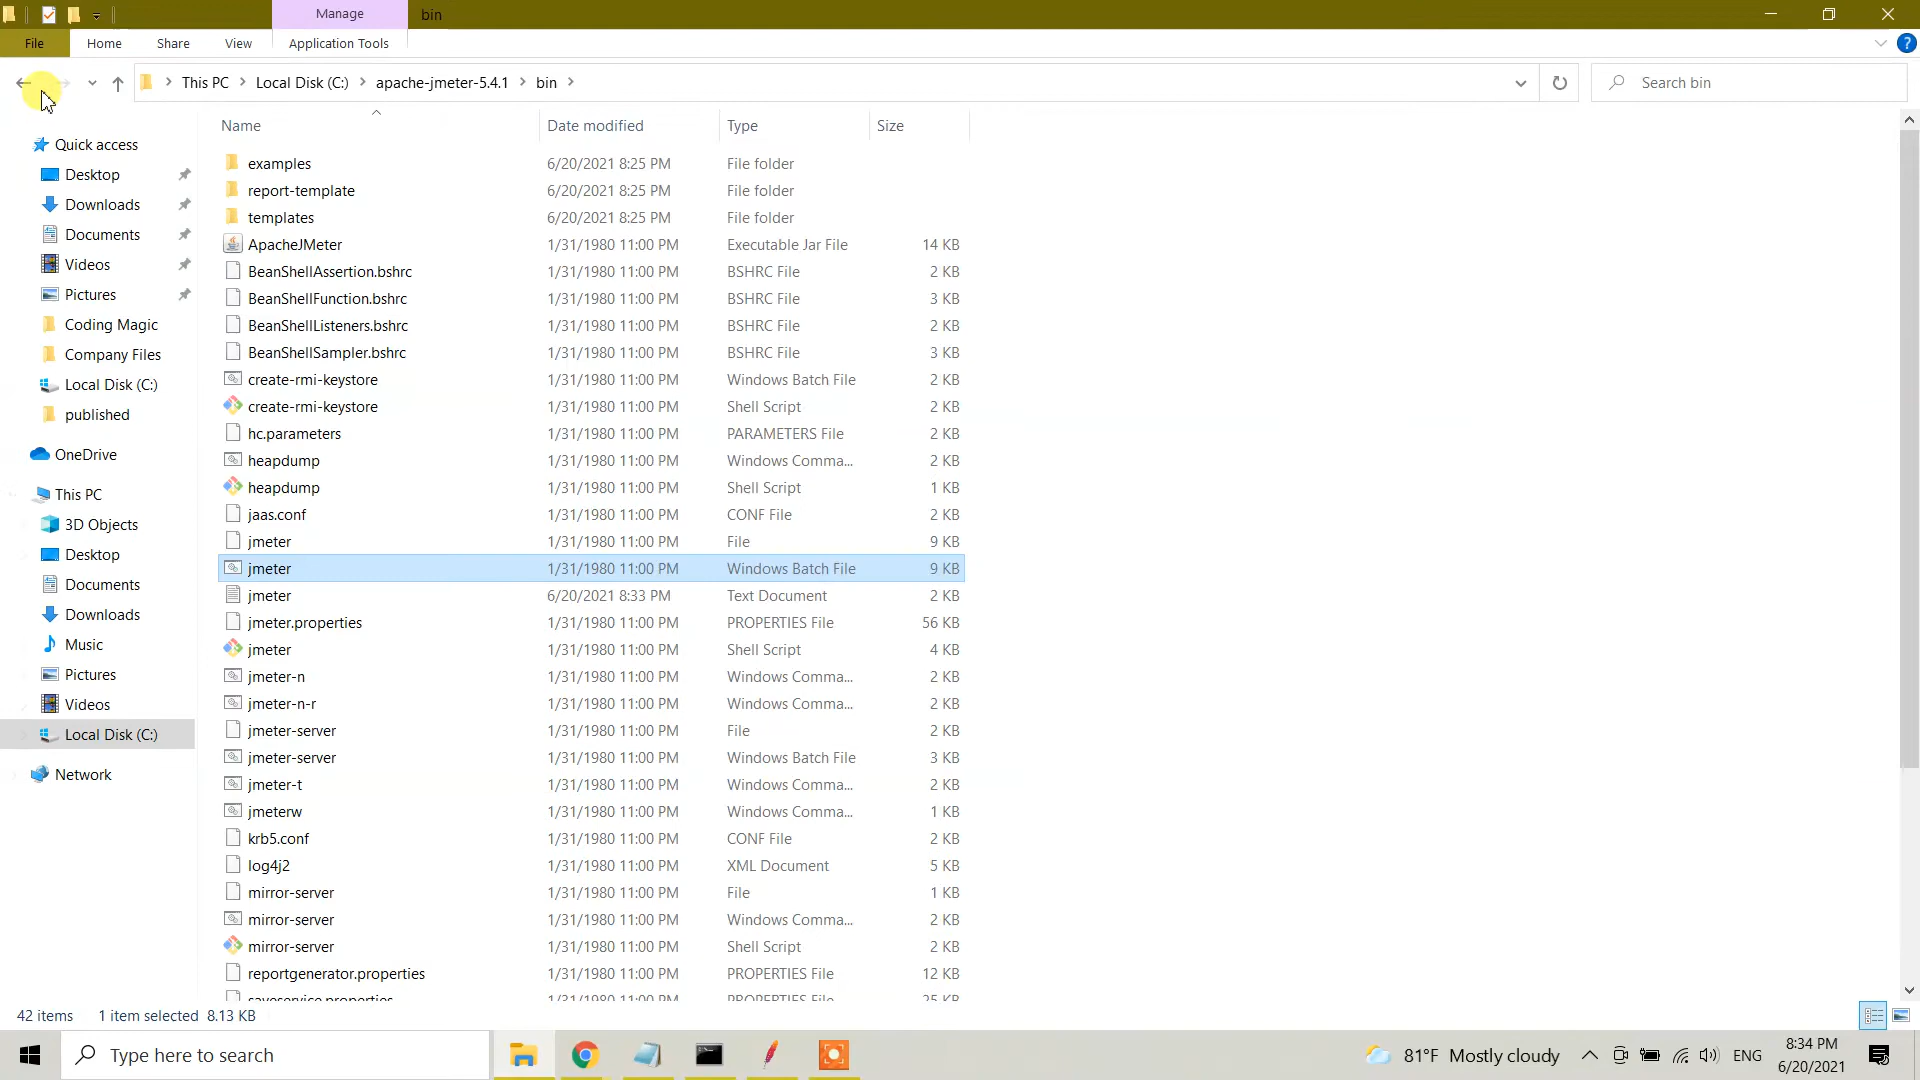 Manage
bin
File
Home
Share
View
Application Tools
?
This PC
Local Disk (C:)
apache-jmeter-5.4.1
bin
Search bin
Name
Date modified
Type
Size
Quick access
Desktop
Downloads
Documents
Videos
Pictures
Coding Magic
Company Files
Local Disk (C:)
published
OneDrive
This PC
3D Objects
Desktop
Documents
Downloads
Music
Pictures
Videos
Local Disk (C:)
Network
examples 6/20/2021 8:25 PM File folder
report-template 6/20/2021 8:25 PM File folder
templates 6/20/2021 8:25 PM File folder
ApacheJMeter 1/31/1980 11:00 PM Executable Jar File 14 KB
BeanShellAssertion.bshrc 1/31/1980 11:00 PM BSHRC File 2 KB
BeanShellFunction.bshrc 1/31/1980 11:00 PM BSHRC File 3 KB
BeanShellListeners.bshrc 1/31/1980 11:00 PM BSHRC File 2 KB
BeanShellSampler.bshrc 1/31/1980 11:00 PM BSHRC File 3 KB
create-rmi-keystore 1/31/1980 11:00 PM Windows Batch File 2 KB
create-rmi-keystore 1/31/1980 11:00 PM Shell Script 2 KB
hc.parameters 1/31/1980 11:00 PM PARAMETERS File 2 KB
heapdump 1/31/1980 11:00 PM Windows Comma... 2 KB
heapdump 1/31/1980 11:00 PM Shell Script 1 KB
jaas.conf 1/31/1980 11:00 PM CONF File 2 KB
jmeter 1/31/1980 11:00 PM File 9 KB
jmeter 1/31/1980 11:00 PM Windows Batch File 9 KB
jmeter 6/20/2021 8:33 PM Text Document 2 KB
jmeter.properties 1/31/1980 11:00 PM PROPERTIES File 56 KB
jmeter 1/31/1980 11:00 PM Shell Script 4 KB
jmeter-n 1/31/1980 11:00 PM Windows Comma... 2 KB
jmeter-n-r 1/31/1980 11:00 PM Windows Comma... 2 KB
jmeter-server 1/31/1980 11:00 PM File 2 KB
jmeter-server 1/31/1980 11:00 PM Windows Batch File 3 KB
jmeter-t 1/31/1980 11:00 PM Windows Comma... 2 KB
jmeterw 1/31/1980 11:00 PM Windows Comma... 1 KB
krb5.conf 1/31/1980 11:00 PM CONF File 2 KB
log4j2 1/31/1980 11:00 PM XML Document 5 KB
mirror-server 1/31/1980 11:00 PM File 1 KB
mirror-server 1/31/1980 11:00 PM Windows Comma... 2 KB
mirror-server 1/31/1980 11:00 PM Shell Script 2 KB
reportgenerator.properties 1/31/1980 11:00 PM PROPERTIES File 12 KB
saveservice.properties 1/31/1980 11:00 PM PROPERTIES File 25 KB
42 items
1 item selected 8.13 KB
Type here to search
81°F Mostly cloudy
ENG
8:34 PM
6/20/2021